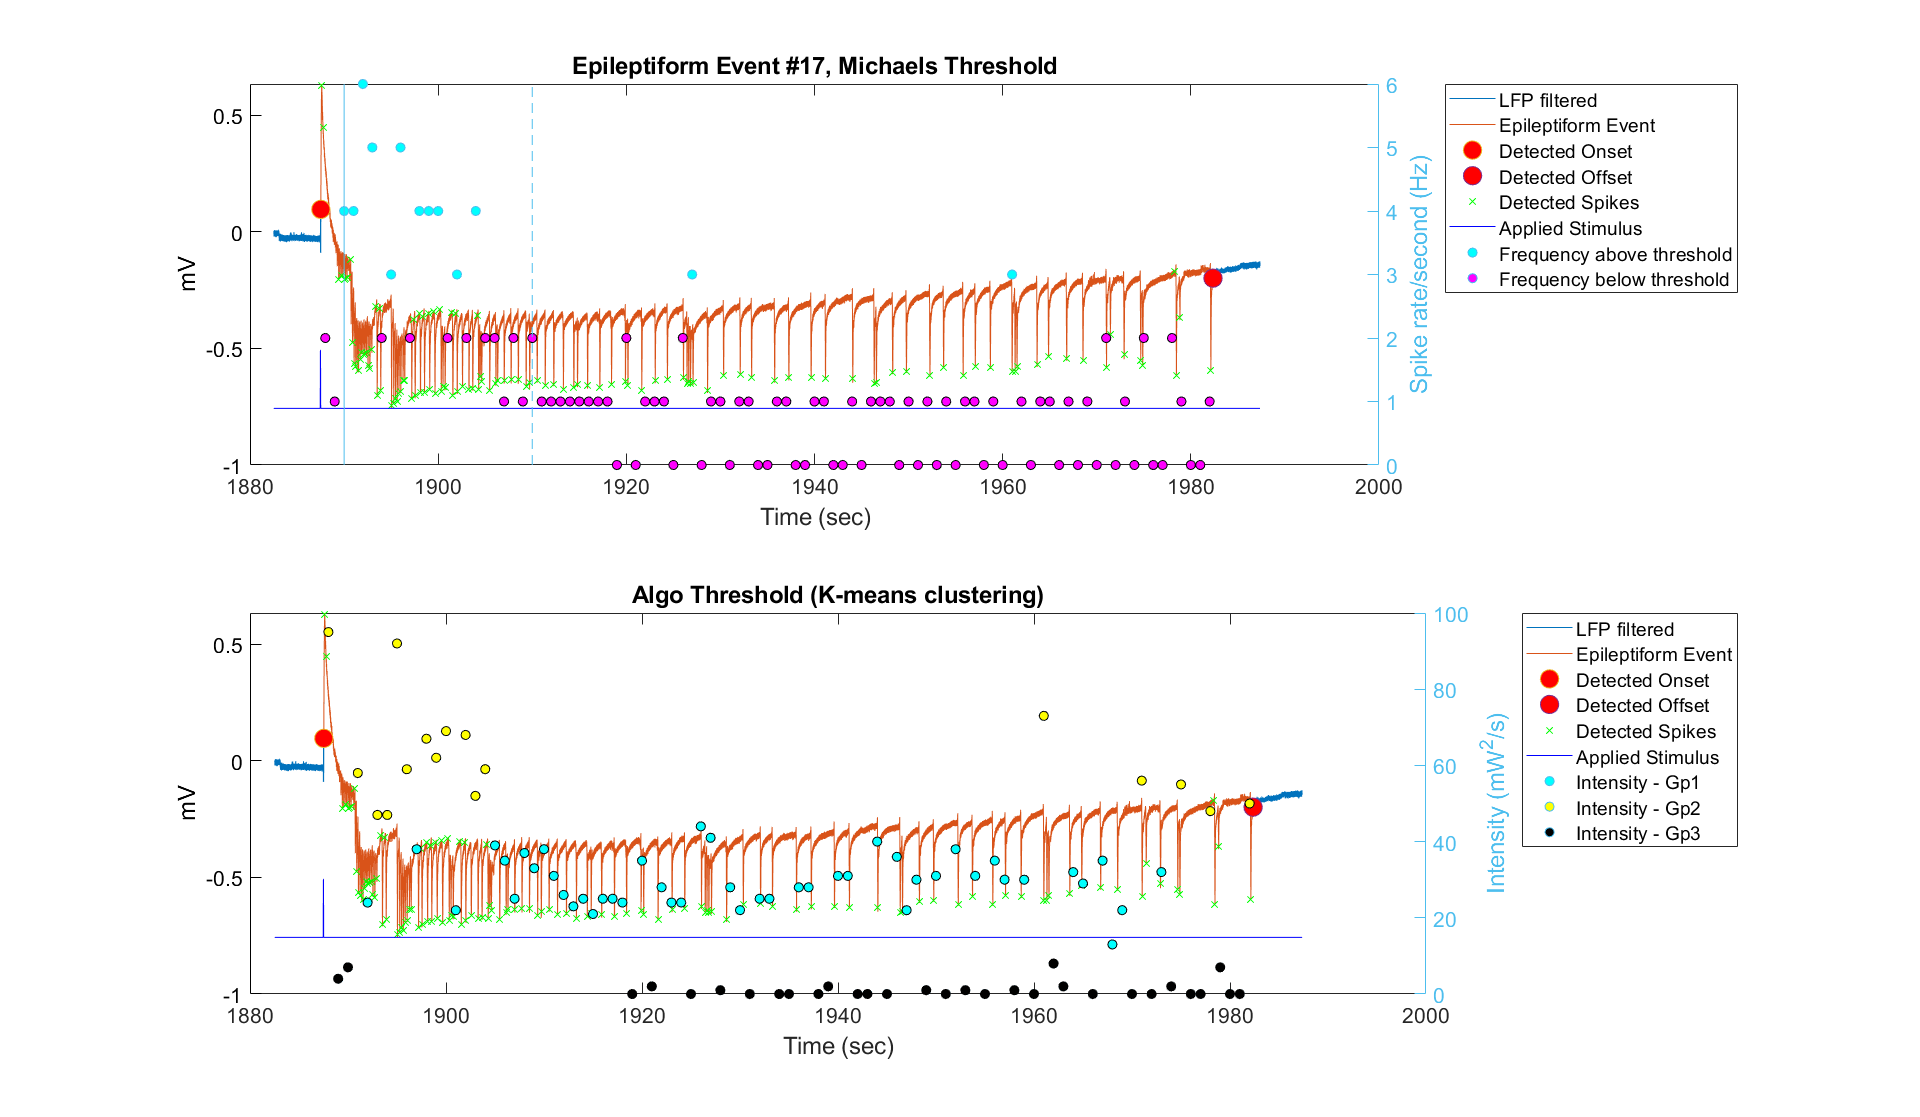 Epileptiform Event #17, Michaels Threshold
0.5
0
-0.5
-1
mV
1880
1900
1920
1940
1960
1980
2000
Time (sec)
6
5
4
3
2
1
0
Spike rate/second (Hz)
LFP filtered
Epileptiform Event
Detected Onset
Detected Offset
Detected Spikes
Applied Stimulus
Frequency above threshold
Frequency below threshold
Algo Threshold (K-means clustering)
0.5
0
-0.5
-1
mV
1880
1900
1920
1940
1960
1980
2000
Time (sec)
100
80
60
40
20
0
Intensity (mW²/s)
LFP filtered
Epileptiform Event
Detected Onset
Detected Offset
Detected Spikes
Applied Stimulus
Intensity - Gp1
Intensity - Gp2
Intensity - Gp3